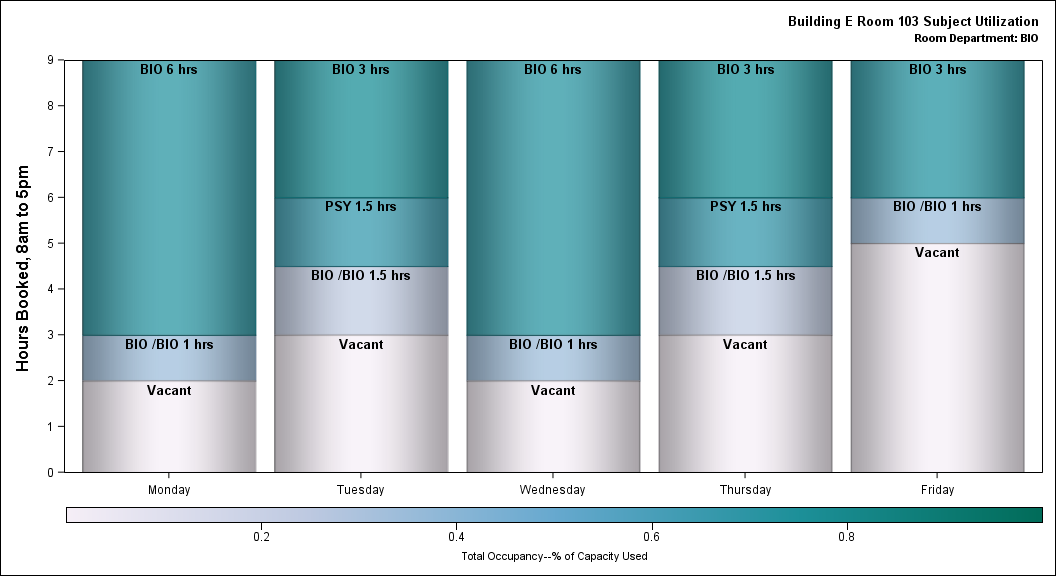 Building E Room 103 Subject Utilization
Room Department: BIO
Hours Booked, 8am to 5pm
9
8
7
6
5
4
3
2
1
0
BIO 6 hrs
BIO /BIO 1 hrs
Vacant
BIO 3 hrs
PSY 1.5 hrs
BIO /BIO 1.5 hrs
Vacant
BIO 6 hrs
BIO /BIO 1 hrs
Vacant
BIO 3 hrs
PSY 1.5 hrs
BIO /BIO 1.5 hrs
Vacant
BIO 3 hrs
BIO /BIO 1 hrs
Vacant
Monday Tuesday Wednesday Thursday Friday
0.2 0.4 0.6 0.8
Total Occupancy--% of Capacity Used